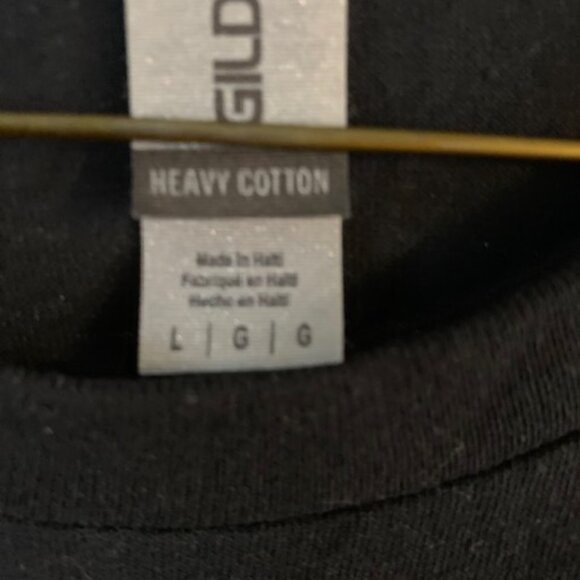 GILD
HEAVY COTTON
Made in Haiti
Fabriqué en Haïti
Hecho en Haiti
L | G | G